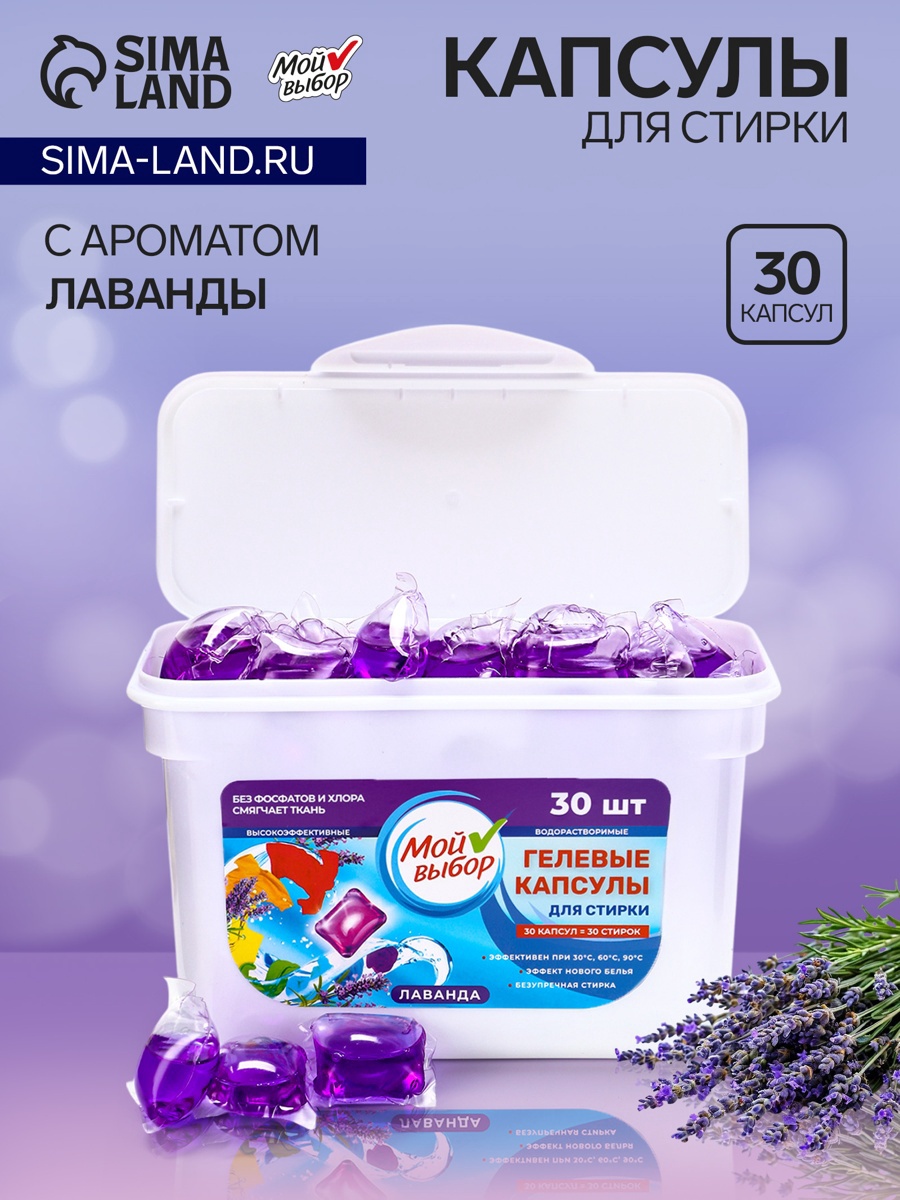 SIMA
LAND
Мой
выбор
КАПСУЛЫ
ДЛЯ СТИРКИ
SIMA-LAND.RU
С АРОМАТОМ
ЛАВАНДЫ
30
КАПСУЛ
БЕЗ ФОСФАТОВ И ХЛОРА
СМЯГЧАЕТ ТКАНЬ
30 шт
ВЫСОКОЭФФЕКТИВНЫЕ
ВОДОРАСТВОРИМЫЕ
Мой
выбор
ГЕЛЕВЫЕ
КАПСУЛЫ
ДЛЯ СТИРКИ
30 КАПСУЛ = 30 СТИРОК
• ЭФФЕКТИВЕН ПРИ 30°С, 60°С, 90°С
• ЭФФЕКТ НОВОГО БЕЛЬЯ
• БЕЗУПРЕЧНАЯ СТИРКА
ЛАВАНДА